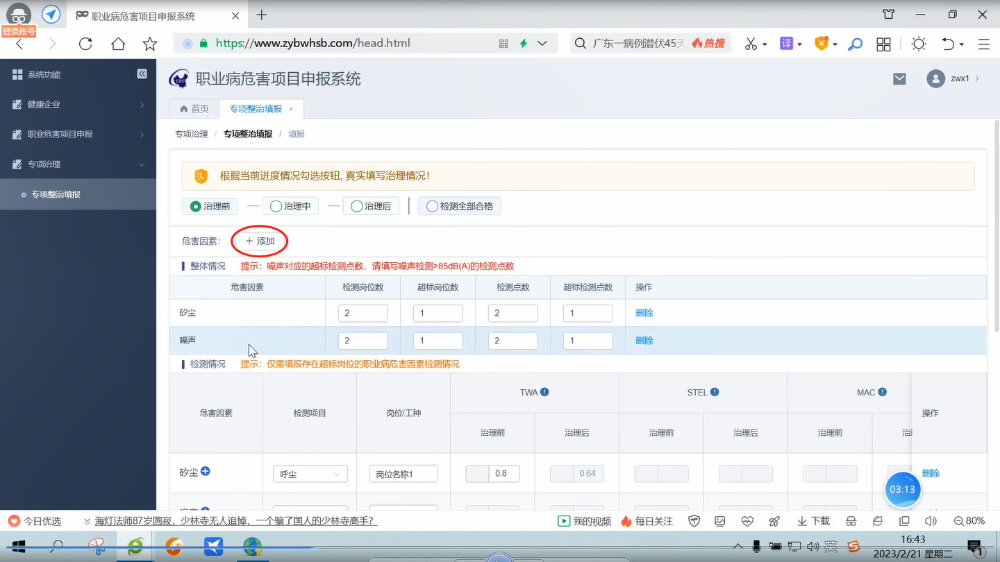 职业病危害项目申报系统
登录账号
https://www.zybwhsb.com/head.html
广东一病例潜伏45天
热搜
译
系统功能
健康企业
职业危害项目申报
专项治理
专项整治填报
CDC
职业病危害项目申报系统
zwx1
首页
专项整治填报
专项治理 / 专项整治填报 / 填报
根据当前进度情况勾选按钮, 真实填写治理情况!
治理前
治理中
治理后
检测全部合格
危害因素:
+ 添加
整体情况 提示: 噪声对应的超标检测点数, 请填写噪声检测>85dB(A)的检测点数
危害因素 检测岗位数 超标岗位数 检测点数 超标检测点数 操作
矽尘 2 1 2 1 删除
噪声 2 1 2 1 删除
检测情况 提示: 仅需填报存在超标岗位的职业病危害因素检测情况
危害因素 检测项目 岗位/工种 TWA STEL MAC 操作
治理前 治理后 治理前 治理后 治理前
矽尘 呼尘 岗位名称1 0.8 0.64 删除
03:13
今日优选
海灯法师87岁圆寂, 少林寺无人追悼, 一个骗了国人的少林寺高手?
我的视频
每日关注
下载
80%
英
16:43
2023/2/21 星期二
1